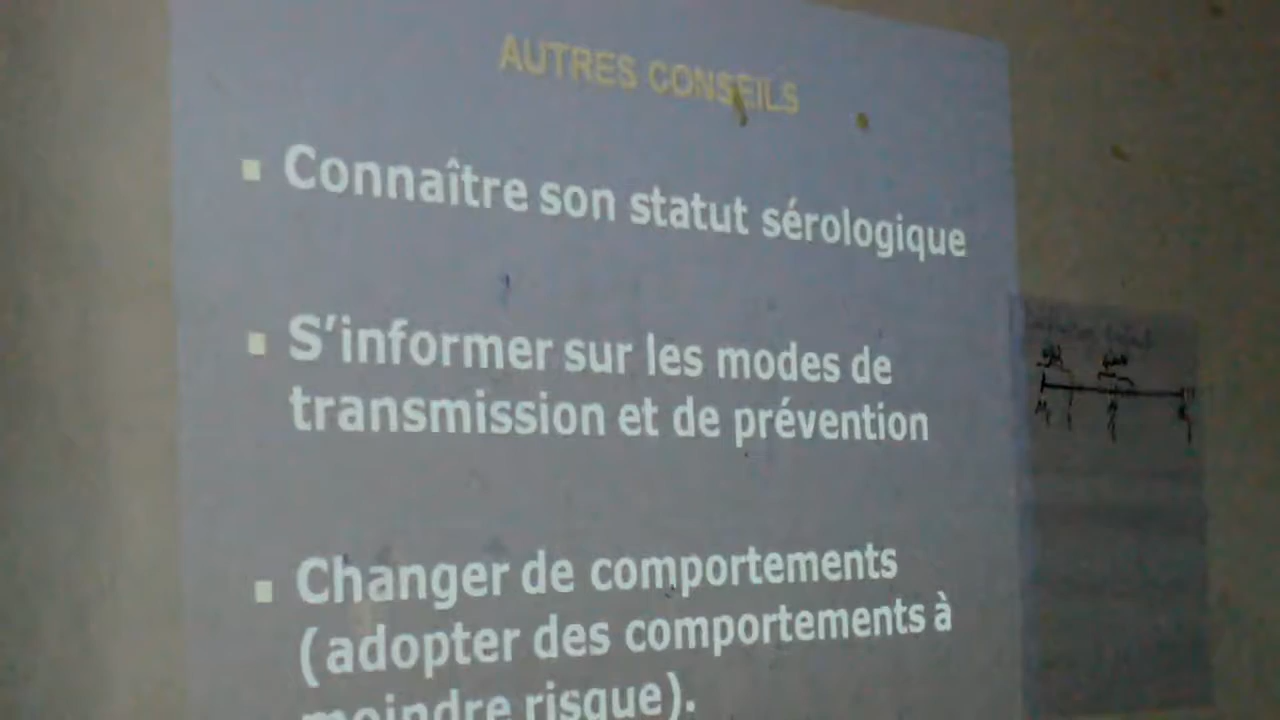 AUTRES CONSEILS
▪ Connaître son statut sérologique
▪ S'informer sur les modes de
transmission et de prévention
▪ Changer de comportements
(adopter des comportements à
moindre risque).